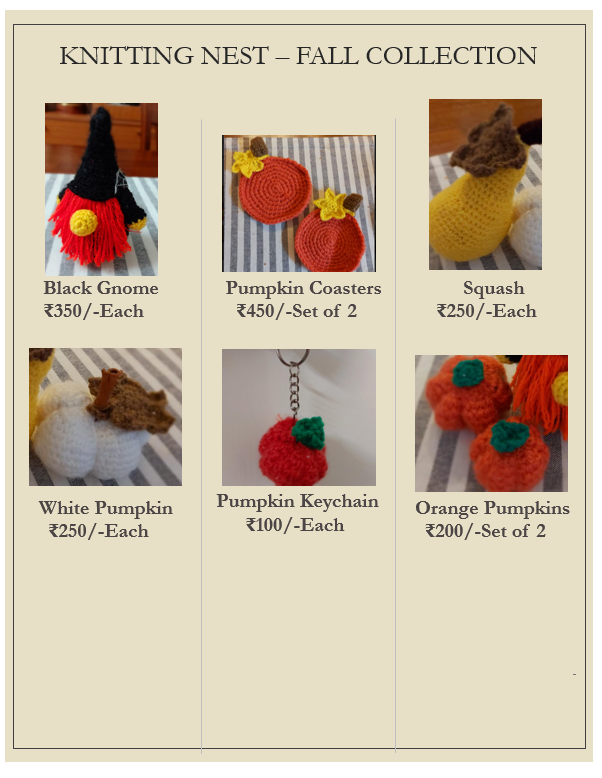 KNITTING NEST – FALL COLLECTION
Black Gnome
₹350/-Each
Pumpkin Coasters
₹450/-Set of 2
Squash
₹250/-Each
White Pumpkin
₹250/-Each
Pumpkin Keychain
₹100/-Each
Orange Pumpkins
₹200/-Set of 2
-